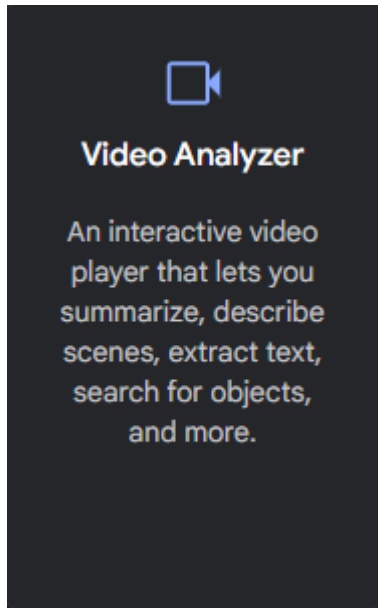 Video Analyzer
An interactive video
player that lets you
summarize, describe
scenes, extract text,
search for objects,
and more.